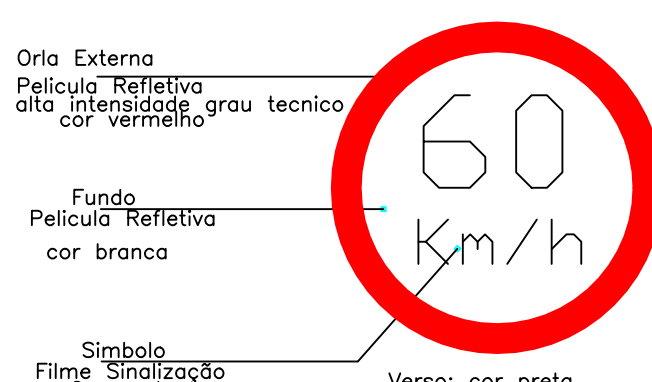 Orla Externa
Pelicula Refletiva
alta intensidade grau tecnico
cor vermelho
60
Km/h
Fundo
Pelicula Refletiva
cor branca
Simbolo
Filme Sinalização
Verso: cor preta